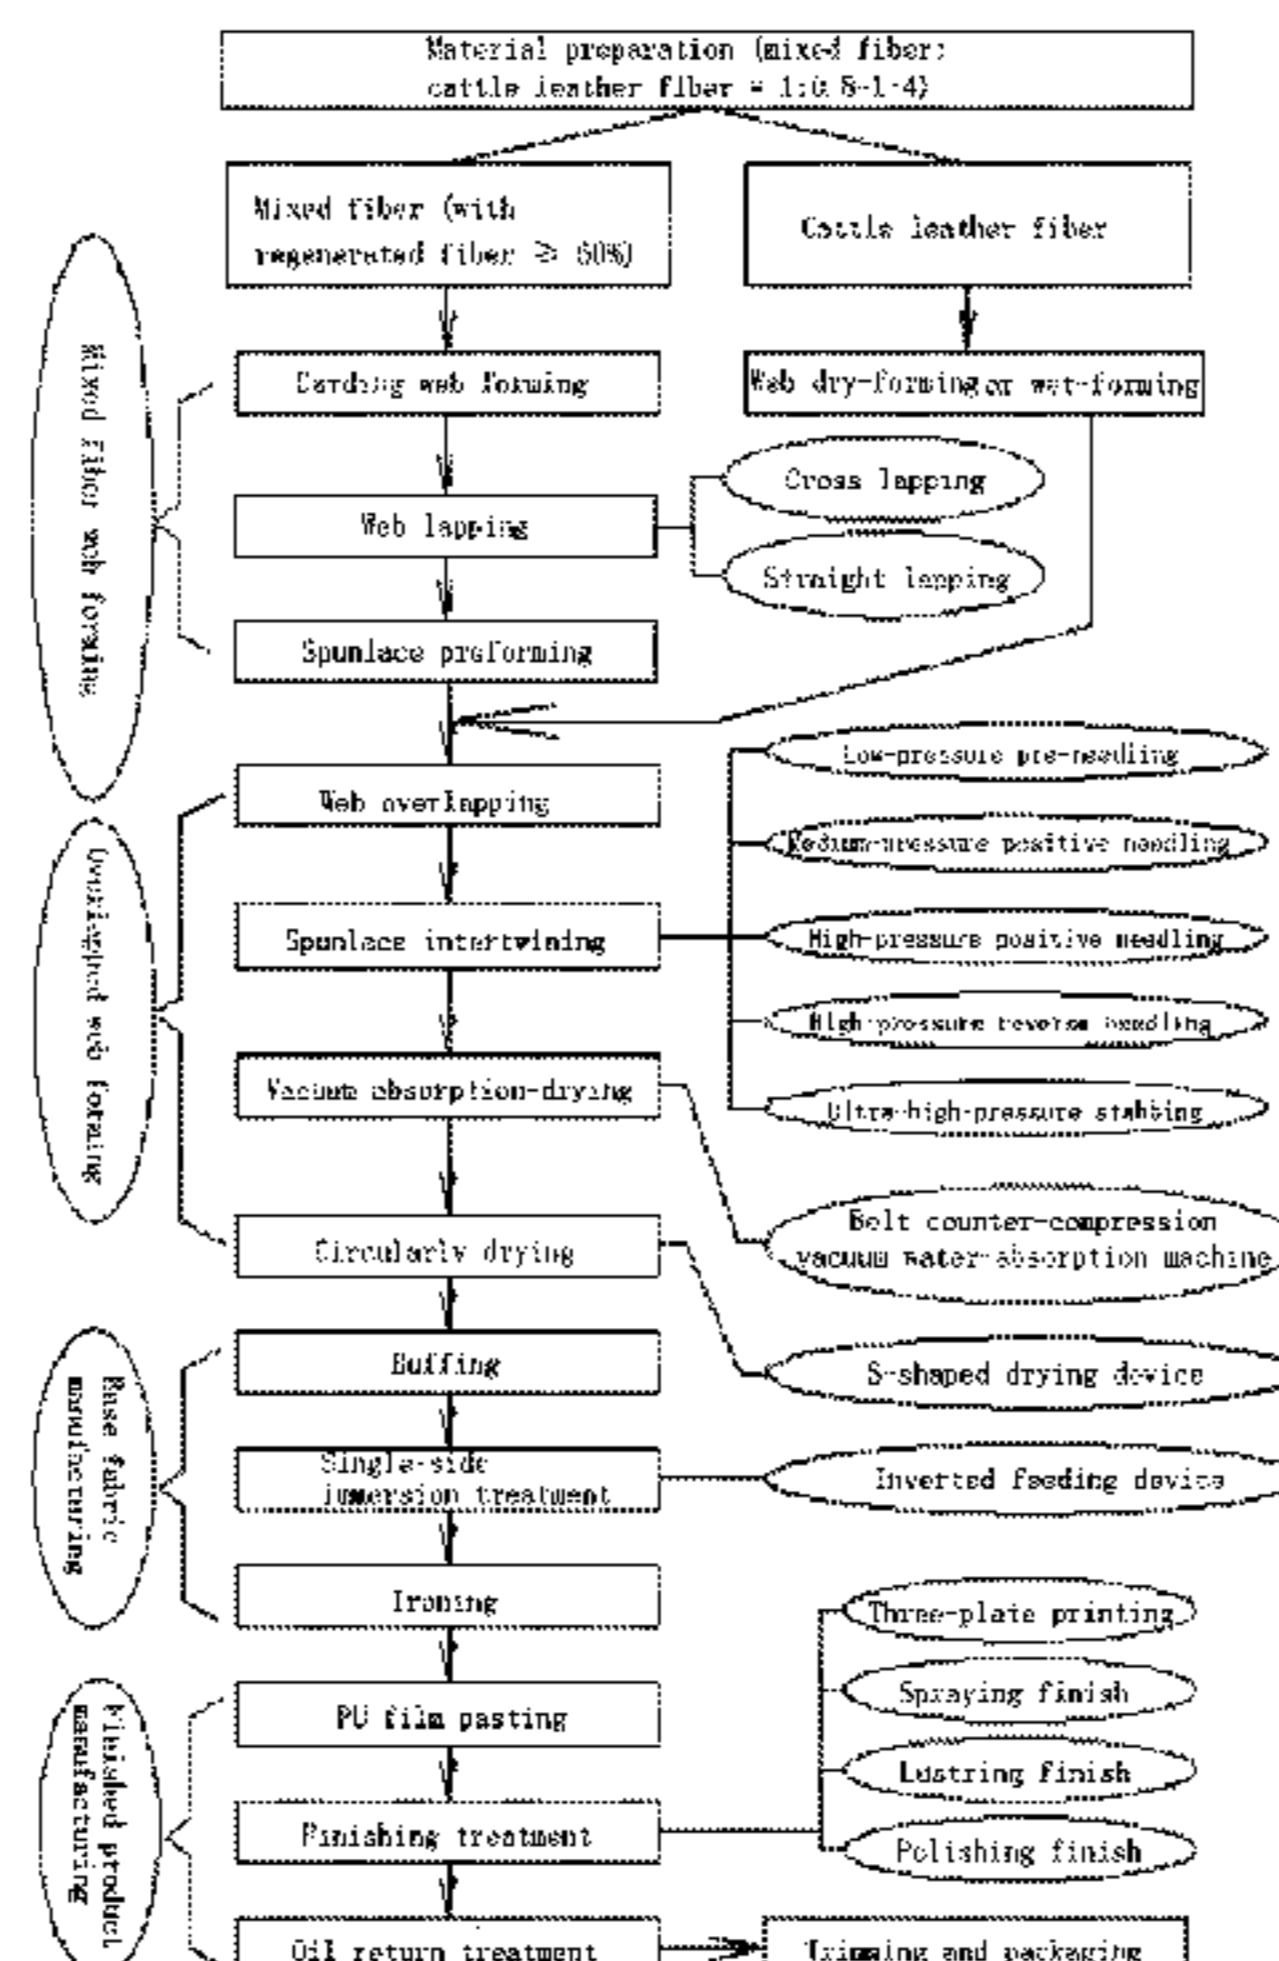 Material preparation (mixed fiber:
cattle leather fiber = 1:0.5-1:4)
Mixed fiber (with
regenerated fiber ≥ 60%)
Cattle leather fiber
Mixed fiber web forming
Carding web forming
Web dry-forming or wet-forming
Web lapping
Cross lapping
Straight lapping
Spunlace preforming
Overlapped web forming
Web overlapping
Low-pressure pre-needling
Medium-pressure positive needling
Spunlace intertwining
High-pressure positive needling
High-pressure reverse needling
Vacuum absorption-drying
Ultra-high-pressure stabbing
Belt counter-compression
vacuum water-absorption machine
Circularly drying
Base fabric
manufacturing
Buffing
S-shaped drying device
Single-side
immersion treatment
Inverted feeding device
Ironing
Three-plate printing
Finished product
manufacturing
PU film pasting
Spraying finish
Lustring finish
Finishing treatment
Polishing finish
Oil return treatment
Trimming and packaging